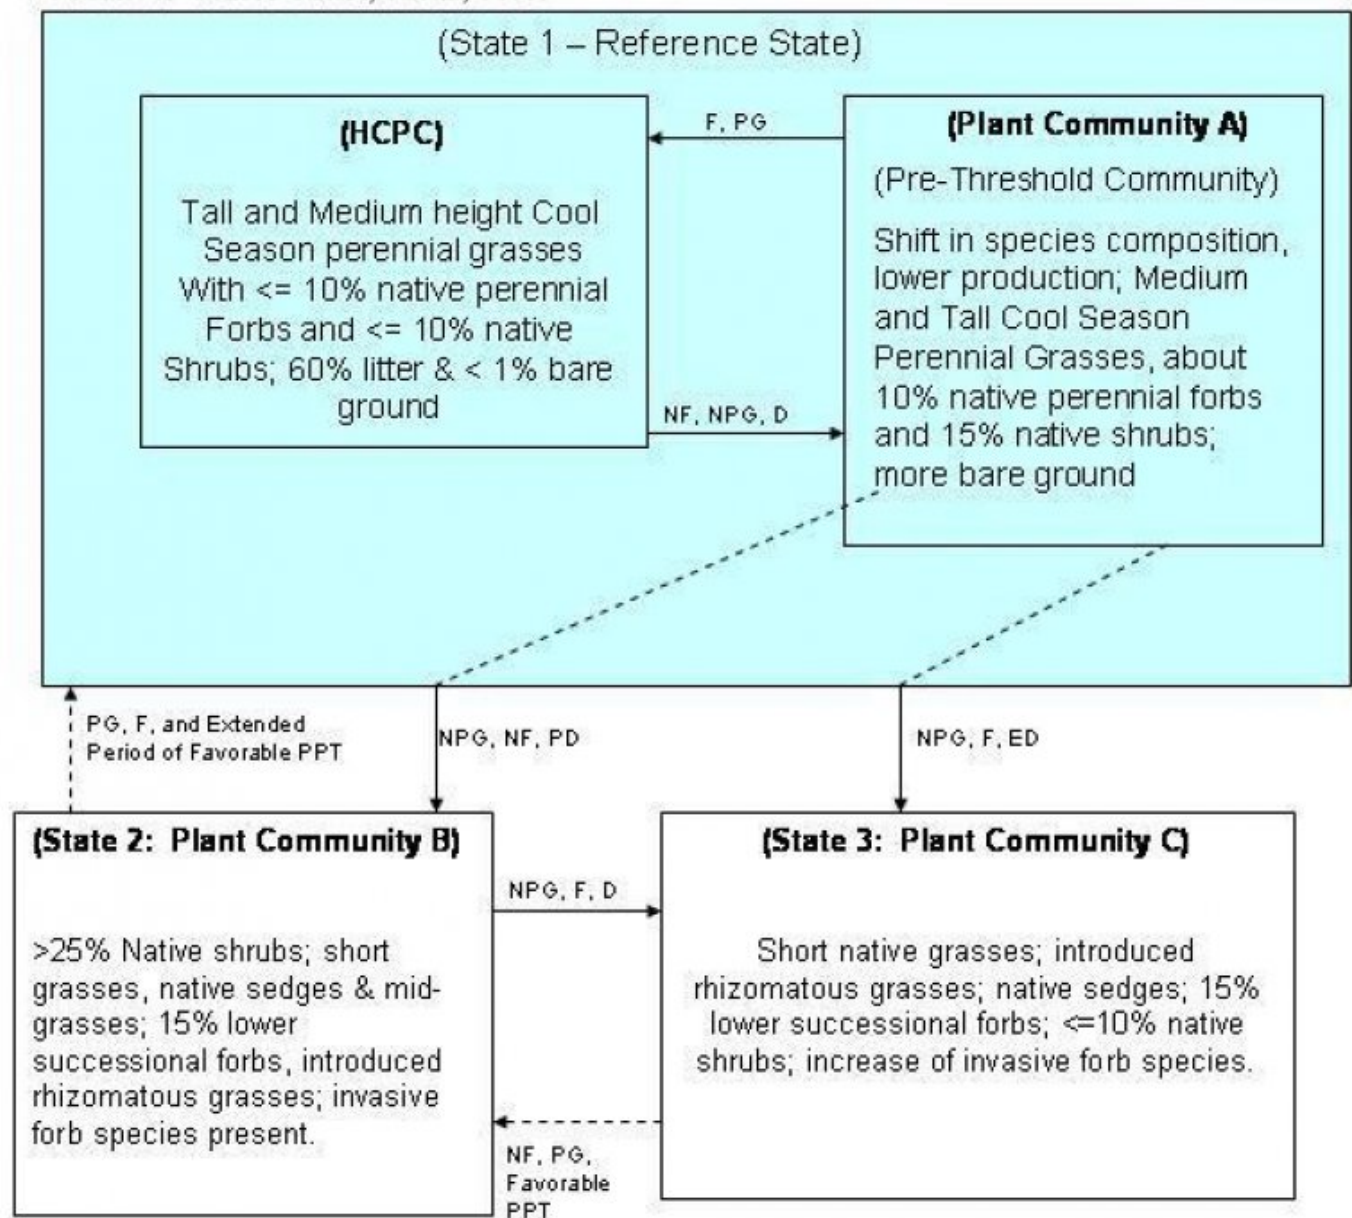 (State 1 – Reference State)
(HCPC)
Tall and Medium height Cool
Season perennial grasses
With <= 10% native perennial
Forbs and <= 10% native
Shrubs; 60% litter & < 1% bare
ground
F, PG
NF, NPG, D
(Plant Community A)
(Pre-Threshold Community)
Shift in species composition,
lower production; Medium
and Tall Cool Season
Perennial Grasses, about
10% native perennial forbs
and 15% native shrubs;
more bare ground
PG, F, and Extended
Period of Favorable PPT
NPG, NF, PD
NPG, F, ED
(State 2: Plant Community B)
>25% Native shrubs; short
grasses, native sedges & mid-
grasses; 15% lower
successional forbs, introduced
rhizomatous grasses; invasive
forb species present.
NPG, F, D
NF, PG,
Favorable
PPT
(State 3: Plant Community C)
Short native grasses; introduced
rhizomatous grasses; native sedges; 15%
lower successional forbs; <=10% native
shrubs; increase of invasive forb species.